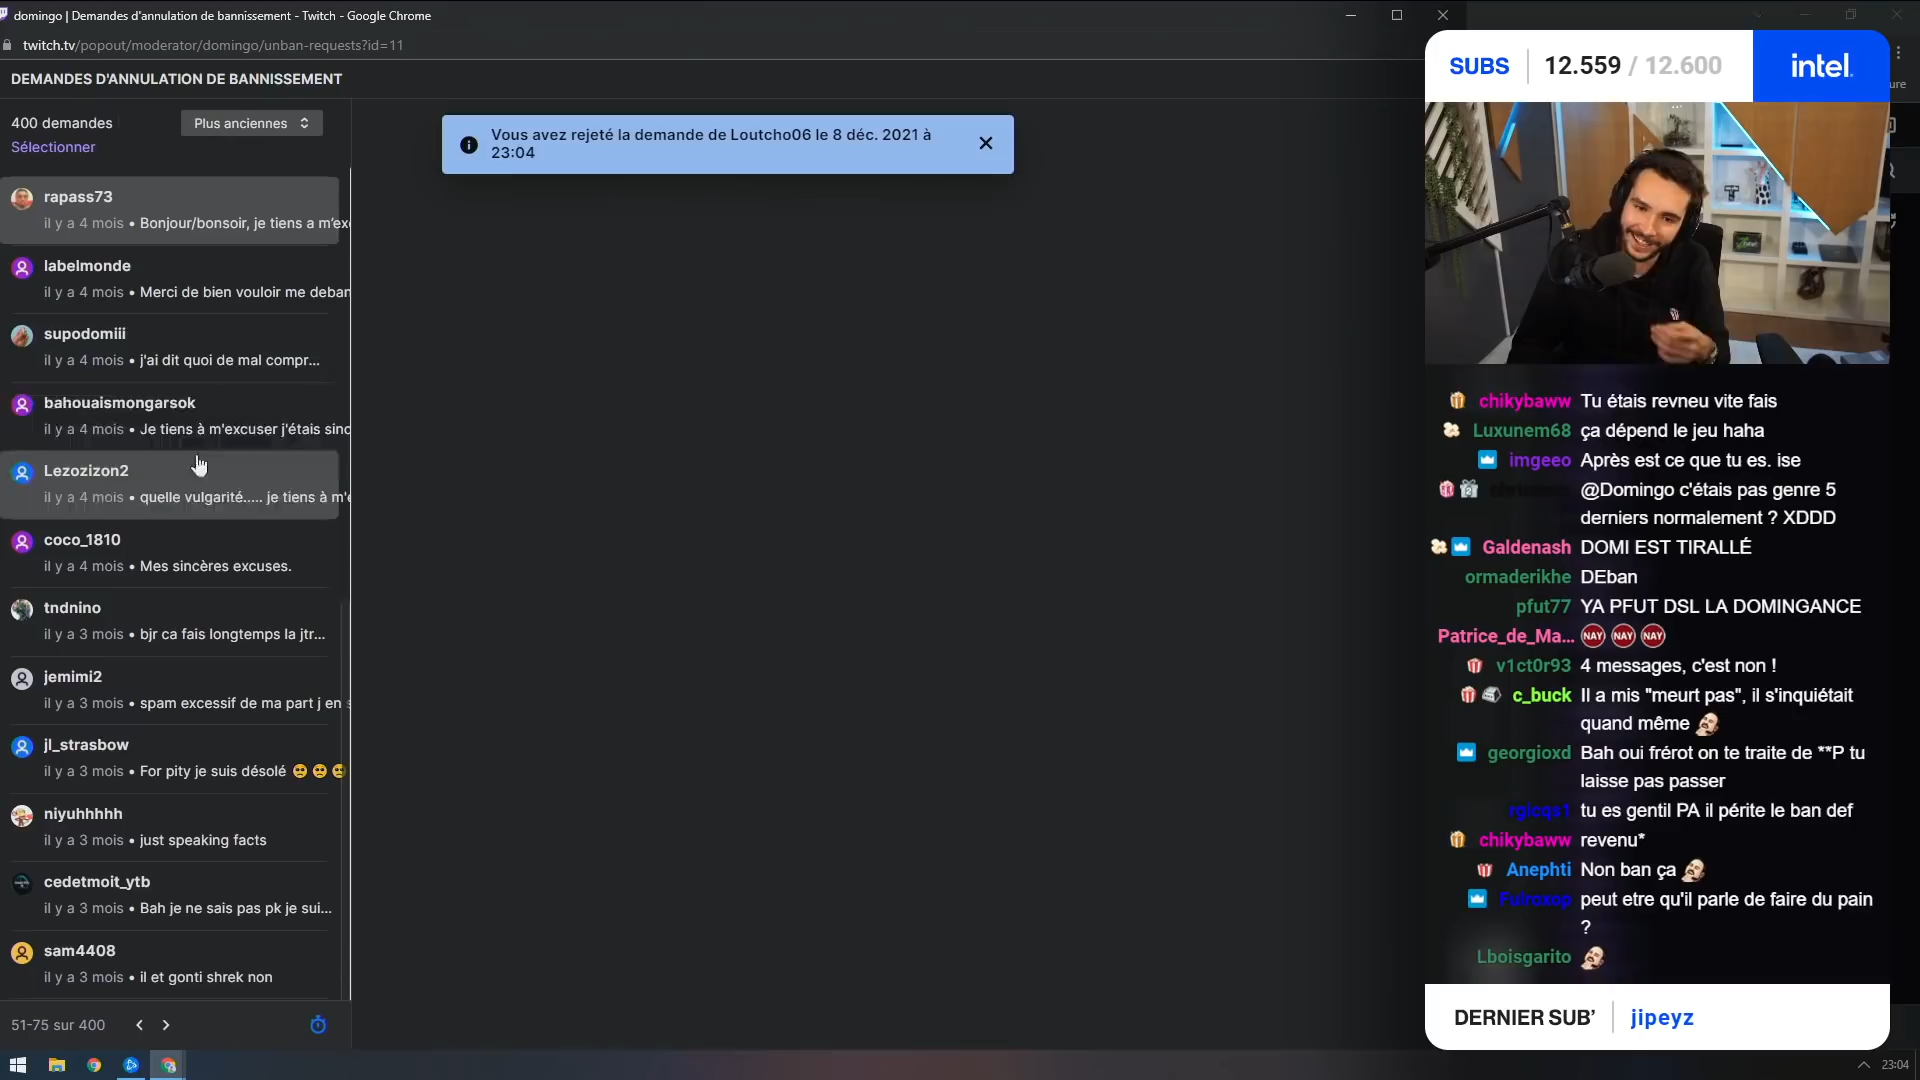 domingo | Demandes d'annulation de bannissement - Twitch - Google Chrome
twitch.tv/popout/moderator/domingo/unban-requests?id=11
DEMANDES D'ANNULATION DE BANNISSEMENT
400 demandes
Plus anciennes
Sélectionner
Vous avez rejeté la demande de Loutcho06 le 8 déc. 2021 à
23:04
rapass73
il y a 4 mois • Bonjour/bonsoir, je tiens a m'ex
labelmonde
il y a 4 mois • Merci de bien vouloir me deban
supodomiii
il y a 4 mois • j'ai dit quoi de mal compr...
bahouaismongarsok
il y a 4 mois • Je tiens à m'excuser j'étais sinc
Lezozizon2
il y a 4 mois • quelle vulgarité..... je tiens à m'e
coco_1810
il y a 4 mois • Mes sincères excuses.
tndnino
il y a 3 mois • bjr ca fais longtemps la jtr...
jemimi2
il y a 3 mois • spam excessif de ma part j en s
jl_strasbow
il y a 3 mois • For pity je suis désolé 🥺 🥺 🥺
niyuhhhhh
il y a 3 mois • just speaking facts
cedetmoit_ytb
il y a 3 mois • Bah je ne sais pas pk je sui...
sam4408
il y a 3 mois • il et gonti shrek non
51-75 sur 400
SUBS 12.559 / 12.600
intel.
ure
chikybaww Tu étais revneu vite fais
Luxunem68 ça dépend le jeu haha
imgeeo Après est ce que tu es. ise
@Domingo c'étais pas genre 5
derniers normalement ? XDDD
Galdenash DOMI EST TIRALLÉ
ormaderikhe DEban
pfut77 YA PFUT DSL LA DOMINGANCE
Patrice_de_Ma... NAY NAY NAY
v1ct0r93 4 messages, c'est non !
c_buck Il a mis "meurt pas", il s'inquiétait
quand même
georgioxd Bah oui frérot on te traite de **P tu
laisse pas passer
rgicqs1 tu es gentil PA il périte le ban def
chikybaww revenu*
Anephti Non ban ça
Fulroxop peut etre qu'il parle de faire du pain
?
Lboisgarito
DERNIER SUB' jipeyz
23:04